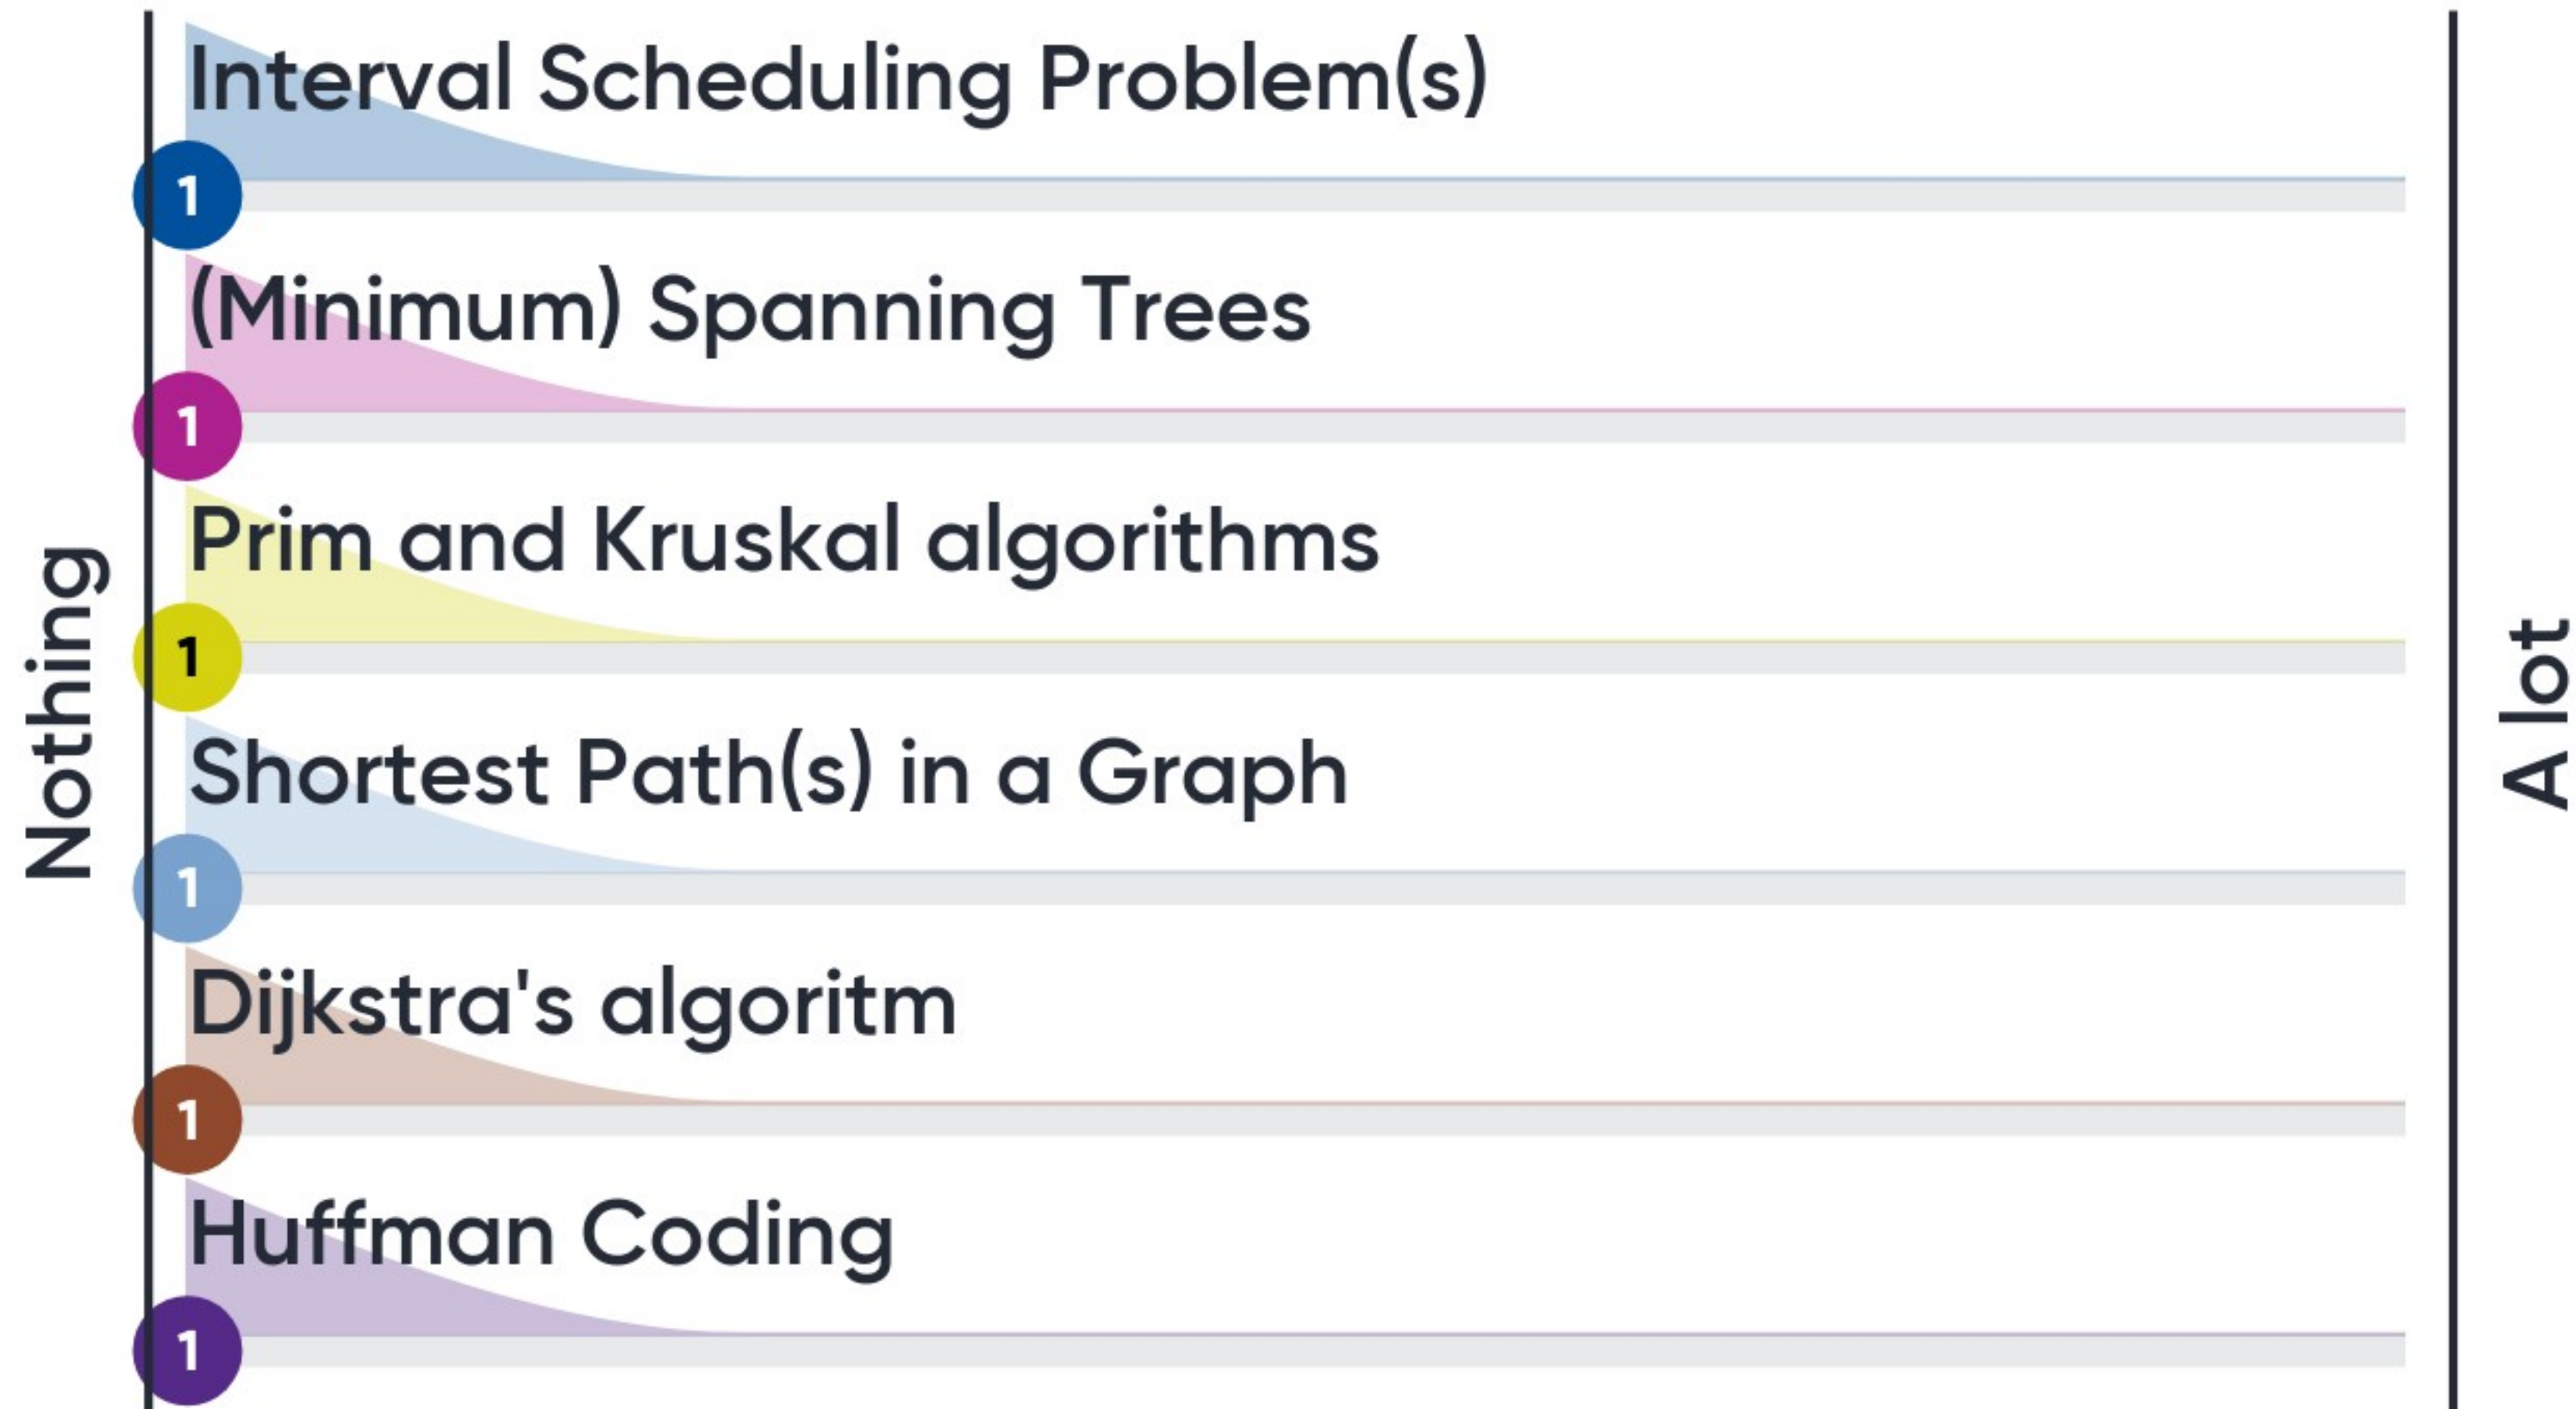 Interval Scheduling Problem(s)
1
(Minimum) Spanning Trees
1
Prim and Kruskal algorithms
1
Shortest Path(s) in a Graph
1
Dijkstra's algoritm
1
Huffman Coding
1
Nothing
A lot